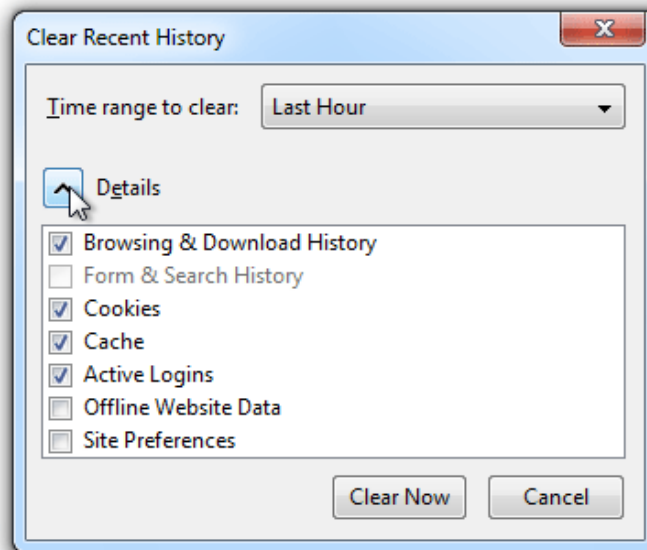 Clear Recent History
Time range to clear: Last Hour
Details
Browsing & Download History
Form & Search History
Cookies
Cache
Active Logins
Offline Website Data
Site Preferences
Clear Now Cancel